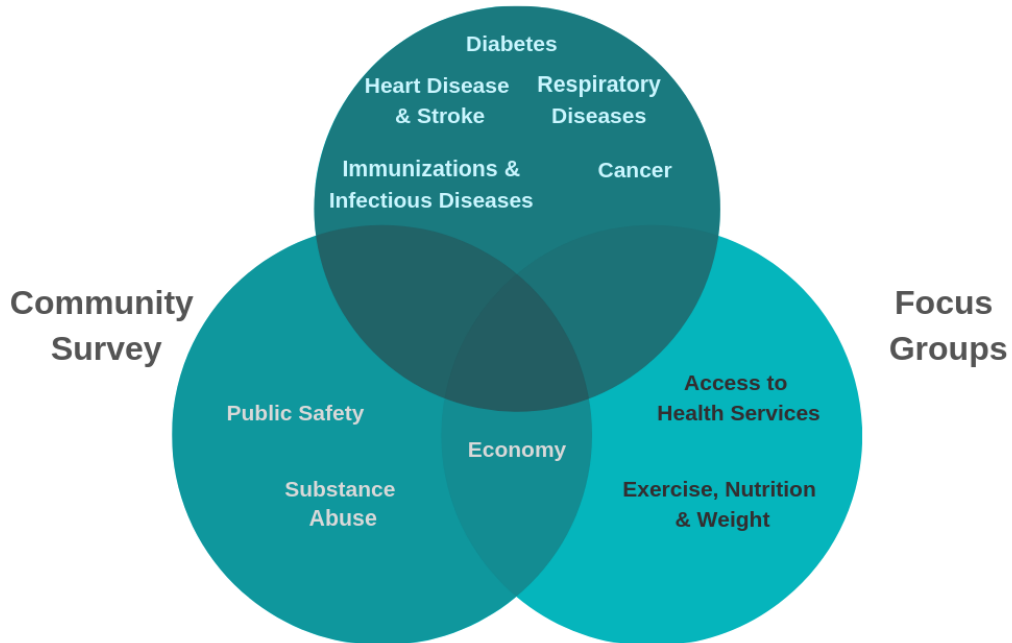 Diabetes
Heart Disease
& Stroke
Respiratory
Diseases
Immunizations &
Infectious Diseases
Cancer
Community
Survey
Focus
Groups
Public Safety
Substance
Abuse
Economy
Access to
Health Services
Exercise, Nutrition
& Weight